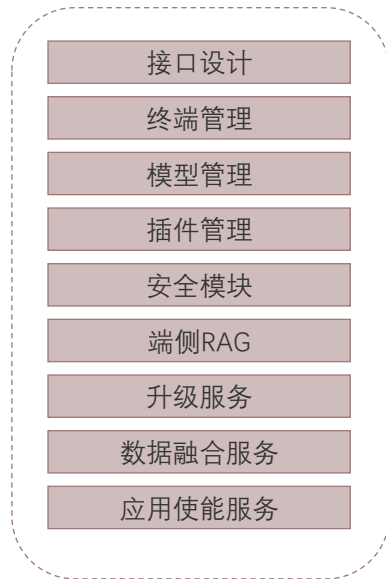 接口设计
终端管理
模型管理
插件管理
安全模块
端侧RAG
升级服务
数据融合服务
应用使能服务